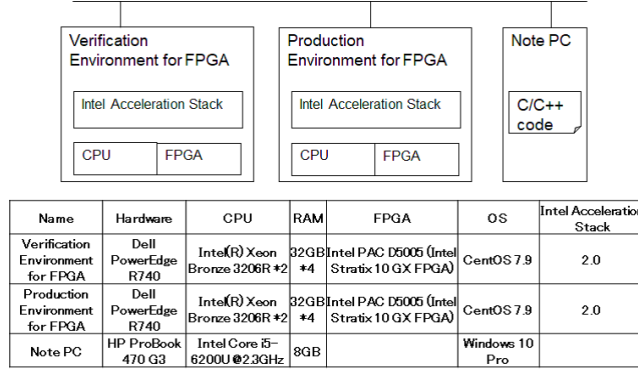 Verification
Environment for FPGA
Intel Acceleration Stack
CPU
FPGA
Production
Environment for FPGA
Intel Acceleration Stack
CPU
FPGA
Note PC
C/C++
code
Name
Hardware
CPU
RAM
FPGA
OS
Intel Acceleration
Stack
Verification
Environment
for FPGA
Dell
PowerEdge
R740
Intel(R) Xeon
Bronze 3206R *2
32GB
*4
Intel PAC D5005 (Intel
Stratix 10 GX FPGA)
CentOS 7.9
2.0
Production
Environment
for FPGA
Dell
PowerEdge
R740
Intel(R) Xeon
Bronze 3206R *2
32GB
*4
Intel PAC D5005 (Intel
Stratix 10 GX FPGA)
CentOS 7.9
2.0
Note PC
HP ProBook
470 G3
Intel Core i5-
6200U @2.3GHz
8GB
Windows 10
Pro